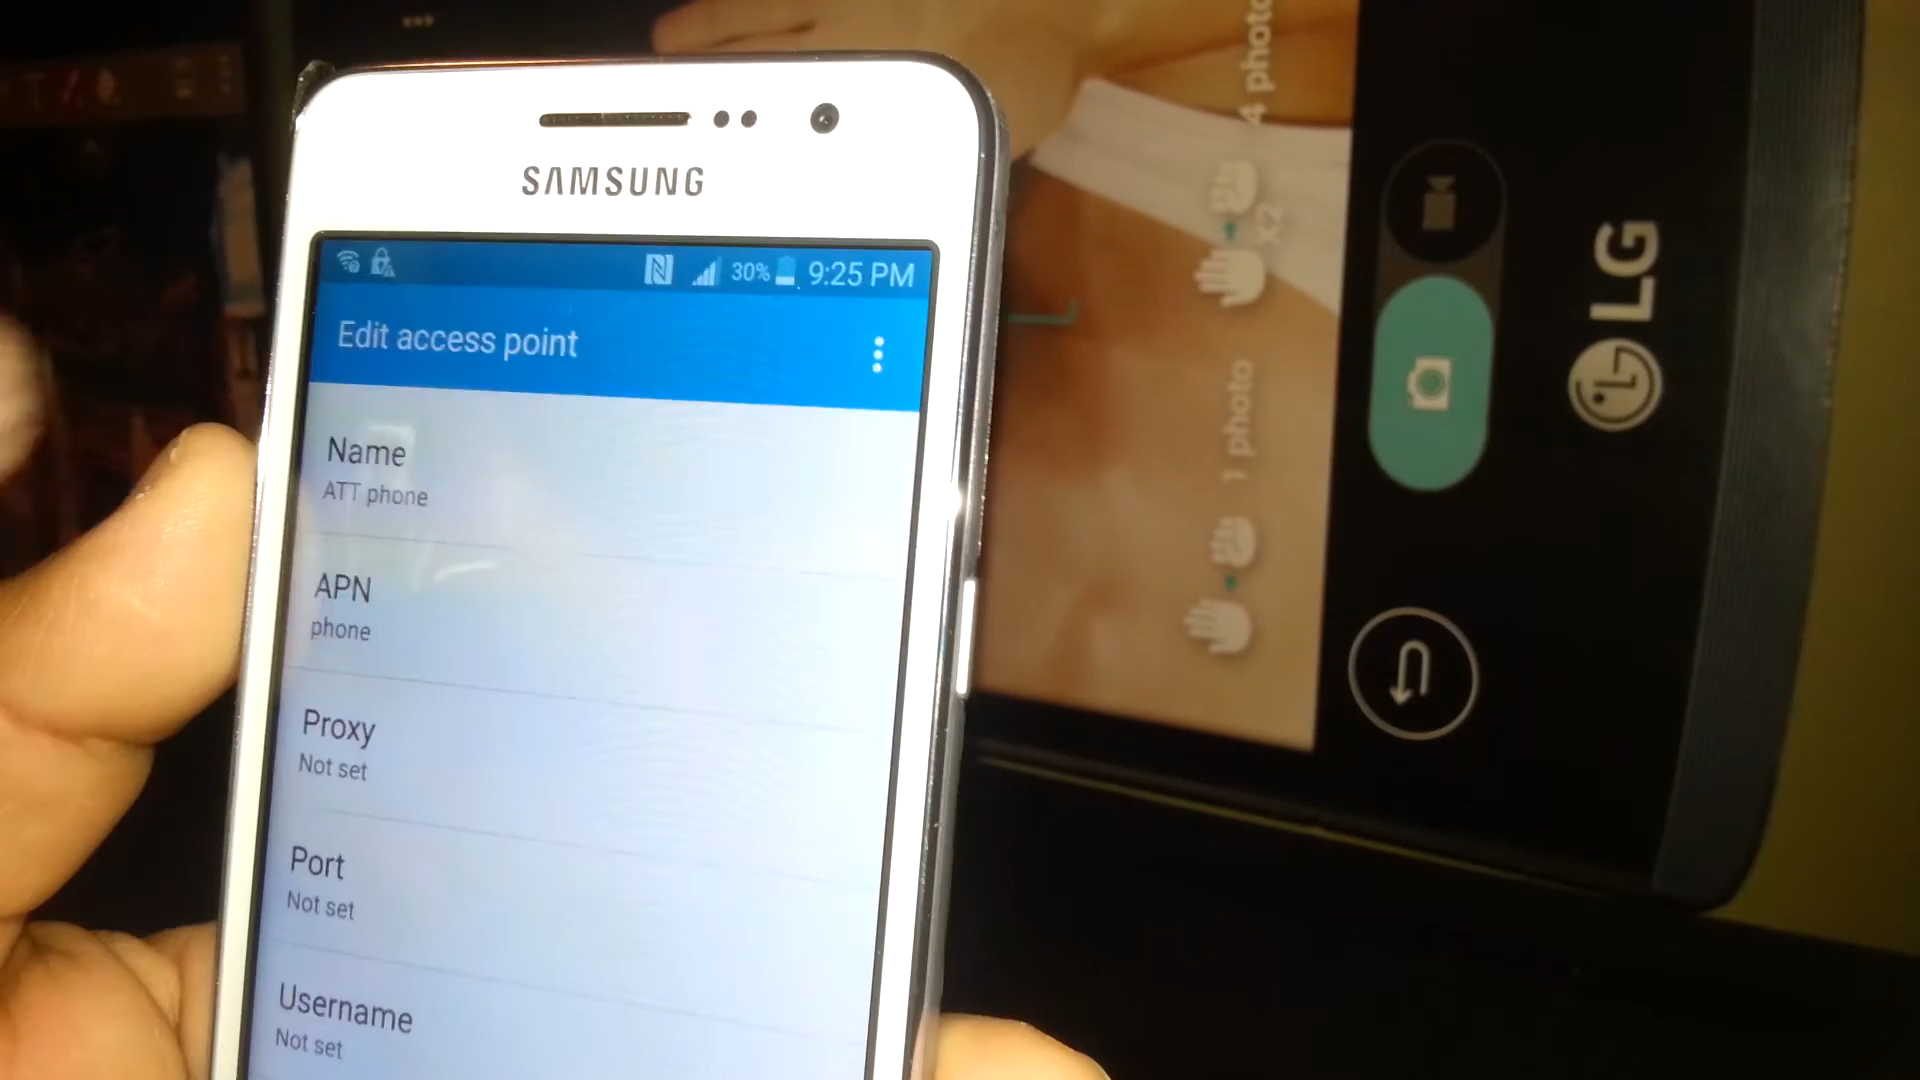 SAMSUNG
30% 9:25 PM
Edit access point
Name
ATT phone
APN
phone
Proxy
Not set
Port
Not set
Username
Not set
4 photo
X2
1 photo
LG